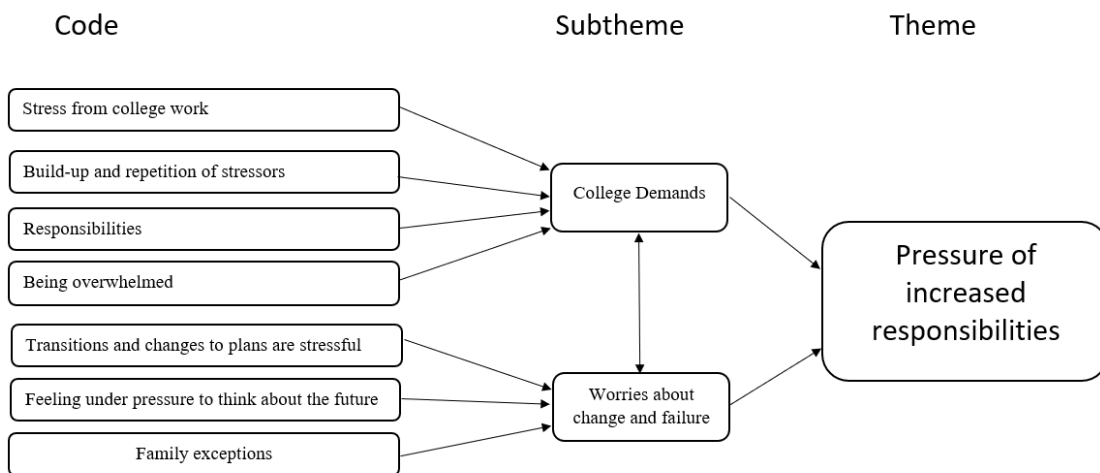 Code
Subtheme
Theme
Stress from college work
Build-up and repetition of stressors
Responsibilities
Being overwhelmed
Transitions and changes to plans are stressful
Feeling under pressure to think about the future
Family exceptions
College Demands
Worries about
change and failure
Pressure of
increased
responsibilities